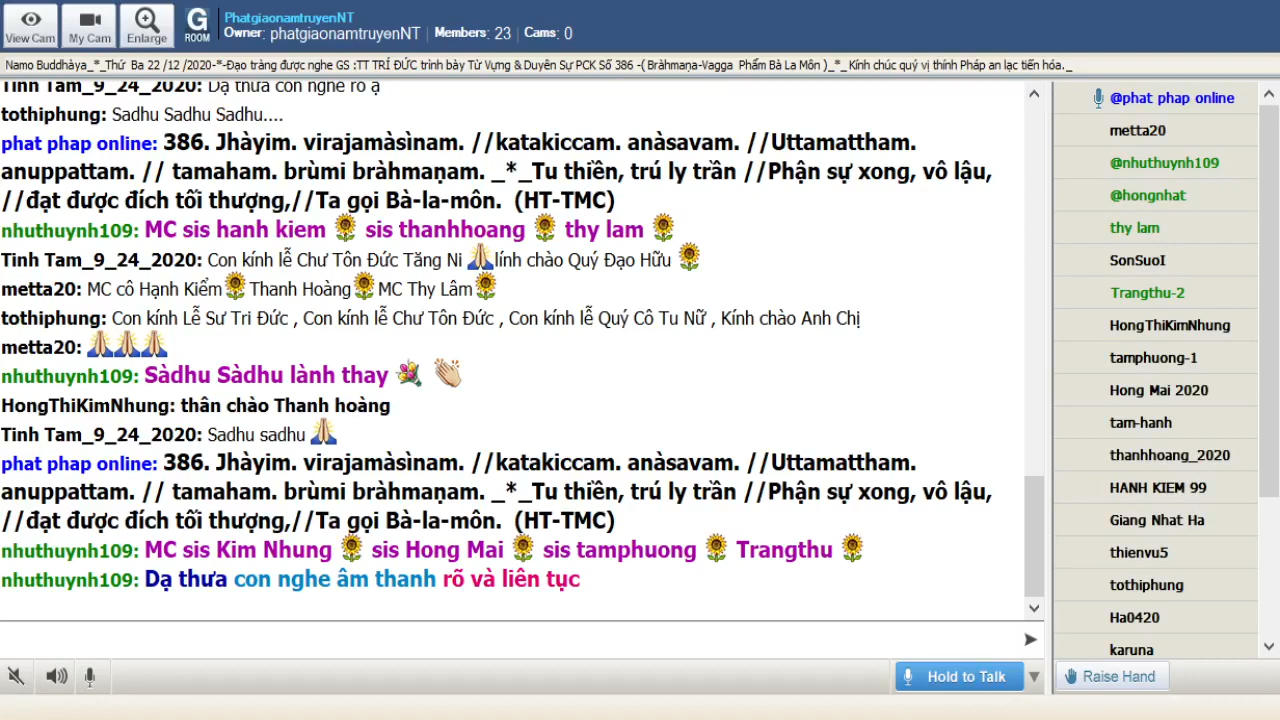 View Cam
My Cam
Enlarge
G
ROOM
PhatgiaonamtruyenNT
Owner: phatgiaonamtruyenNT | Members: 23 | Cams: 0
Namo Buddhàya_*_Thứ Ba 22 /12 /2020-*-Đạo tràng được nghe GS :TT TRÍ ĐỨC trình bày Từ Vựng & Duyên Sự PCK Số 386 -( Bràhmaṇa-Vagga Phẩm Bà La Môn )_*_ Kính chúc quý vị thính Pháp an lạc tiến hóa._
Tinh Tam_9_24_2020: Dạ thưa con nghe rõ ạ
tothiphung: Sadhu Sadhu Sadhu....
phat phap online: 386. Jhàyim. virajamàsìnam. //katakiccam. anàsavam. //Uttamattham.
anuppattam. // tamaham. brùmi bràhmaṇam. _*_Tu thiền, trú ly trần //Phận sự xong, vô lậu,
//đạt được đích tối thượng,//Ta gọi Bà-la-môn. (HT-TMC)
nhuthuynh109: MC sis hanh kiem sis thanhhoang thy lam
Tinh Tam_9_24_2020: Con kính lễ Chư Tôn Đức Tăng Ni lính chào Quý Đạo Hữu
metta20: MC cô Hạnh Kiểm Thanh Hoàng MC Thy Lâm
tothiphung: Con kính Lễ Sư Tri Đức , Con kính lễ Chư Tôn Đức , Con kính lễ Quý Cô Tu Nữ , Kính chào Anh Chị
metta20:
nhuthuynh109: Sàdhu Sàdhu lành thay
HongThiKimNhung: thân chào Thanh hoàng
Tinh Tam_9_24_2020: Sadhu sadhu
phat phap online: 386. Jhàyim. virajamàsìnam. //katakiccam. anàsavam. //Uttamattham.
anuppattam. // tamaham. brùmi bràhmaṇam. _*_Tu thiền, trú ly trần //Phận sự xong, vô lậu,
//đạt được đích tối thượng,//Ta gọi Bà-la-môn. (HT-TMC)
nhuthuynh109: MC sis Kim Nhung sis Hong Mai sis tamphuong Trangthu
nhuthuynh109: Dạ thưa con nghe âm thanh rõ và liên tục
Hold to Talk
@phat phap online
metta20
@nhuthuynh109
@hongnhat
thy lam
SonSuoI
Trangthu-2
HongThiKimNhung
tamphuong-1
Hong Mai 2020
tam-hanh
thanhhoang_2020
HANH KIEM 99
Giang Nhat Ha
thienvu5
tothiphung
Ha0420
karuna
Raise Hand